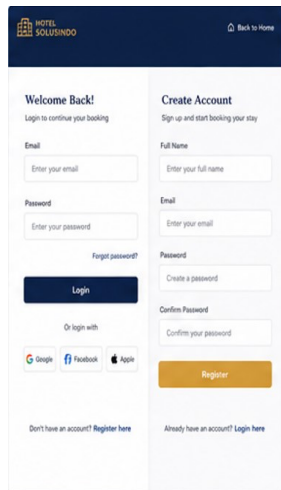 HOTEL
SOLUSINDO
Back to Home
Welcome Back!
Login to continue your booking
Email
Enter your email
Password
Enter your password
Forgot password?
Login
Or login with
Google
Facebook
Apple
Don't have an account? Register here
Create Account
Sign up and start booking your stay
Full Name
Enter your full name
Email
Enter your email
Password
Create a password
Confirm Password
Confirm your password
Register
Already have an account? Login here